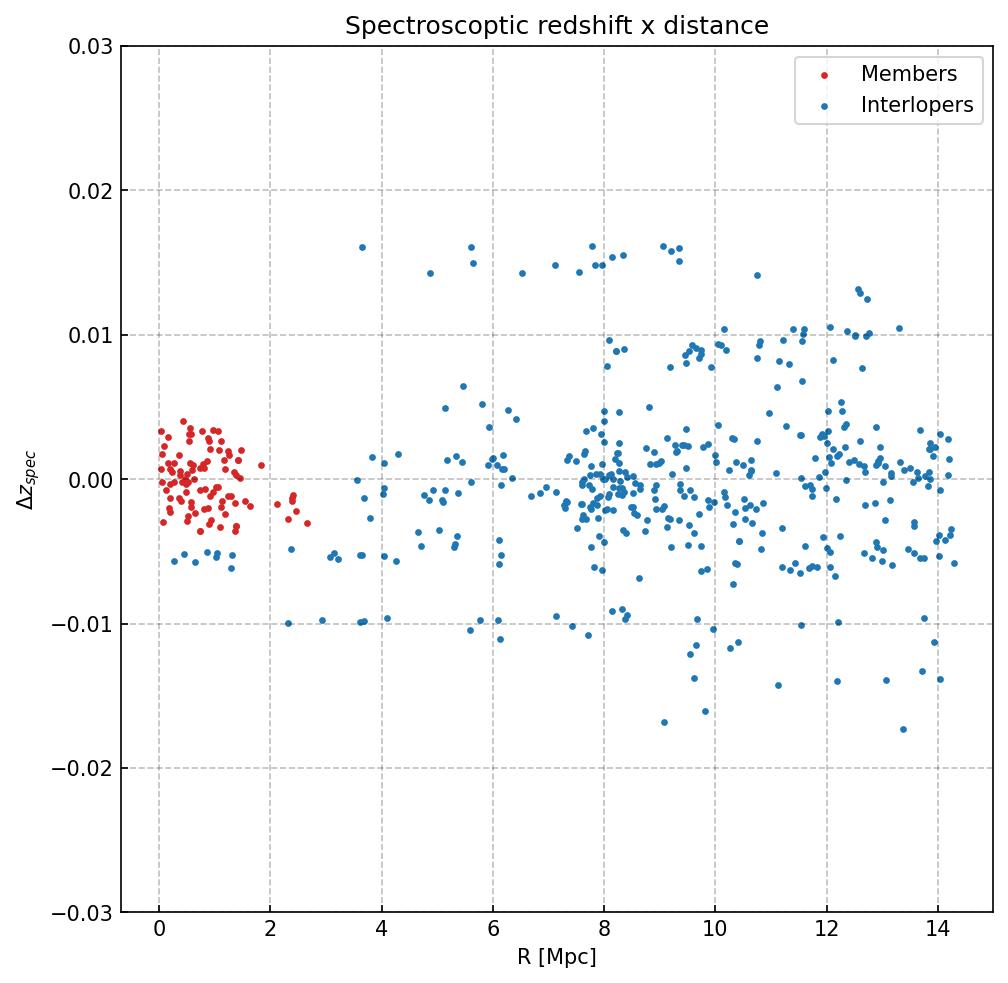 Spectroscoptic redshift x distance
Members
Interlopers
0.03
0.02
0.01
0.00
−0.01
−0.02
−0.03
Δz_spec
0 2 4 6 8 10 12 14
R [Mpc]